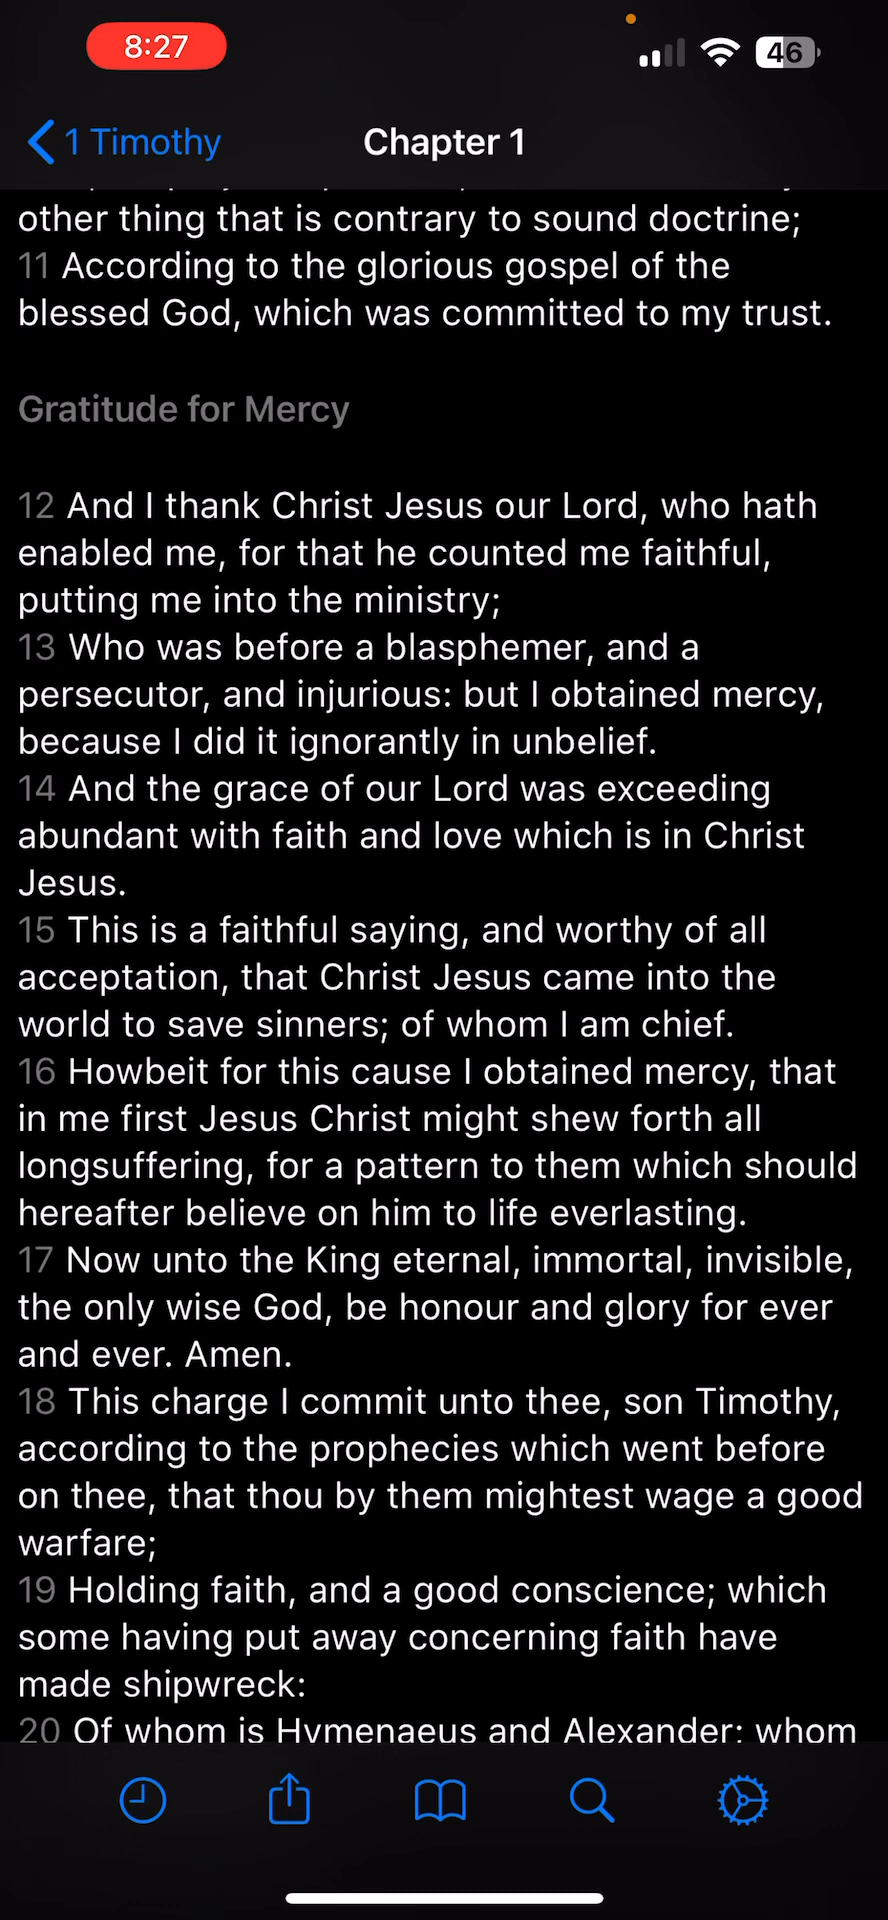 8:27
46
1 Timothy
Chapter 1
other thing that is contrary to sound doctrine;
11 According to the glorious gospel of the
blessed God, which was committed to my trust.
Gratitude for Mercy
12 And I thank Christ Jesus our Lord, who hath
enabled me, for that he counted me faithful,
putting me into the ministry;
13 Who was before a blasphemer, and a
persecutor, and injurious: but I obtained mercy,
because I did it ignorantly in unbelief.
14 And the grace of our Lord was exceeding
abundant with faith and love which is in Christ
Jesus.
15 This is a faithful saying, and worthy of all
acceptation, that Christ Jesus came into the
world to save sinners; of whom I am chief.
16 Howbeit for this cause I obtained mercy, that
in me first Jesus Christ might shew forth all
longsuffering, for a pattern to them which should
hereafter believe on him to life everlasting.
17 Now unto the King eternal, immortal, invisible,
the only wise God, be honour and glory for ever
and ever. Amen.
18 This charge I commit unto thee, son Timothy,
according to the prophecies which went before
on thee, that thou by them mightest wage a good
warfare;
19 Holding faith, and a good conscience; which
some having put away concerning faith have
made shipwreck:
20 Of whom is Hymenaeus and Alexander; whom